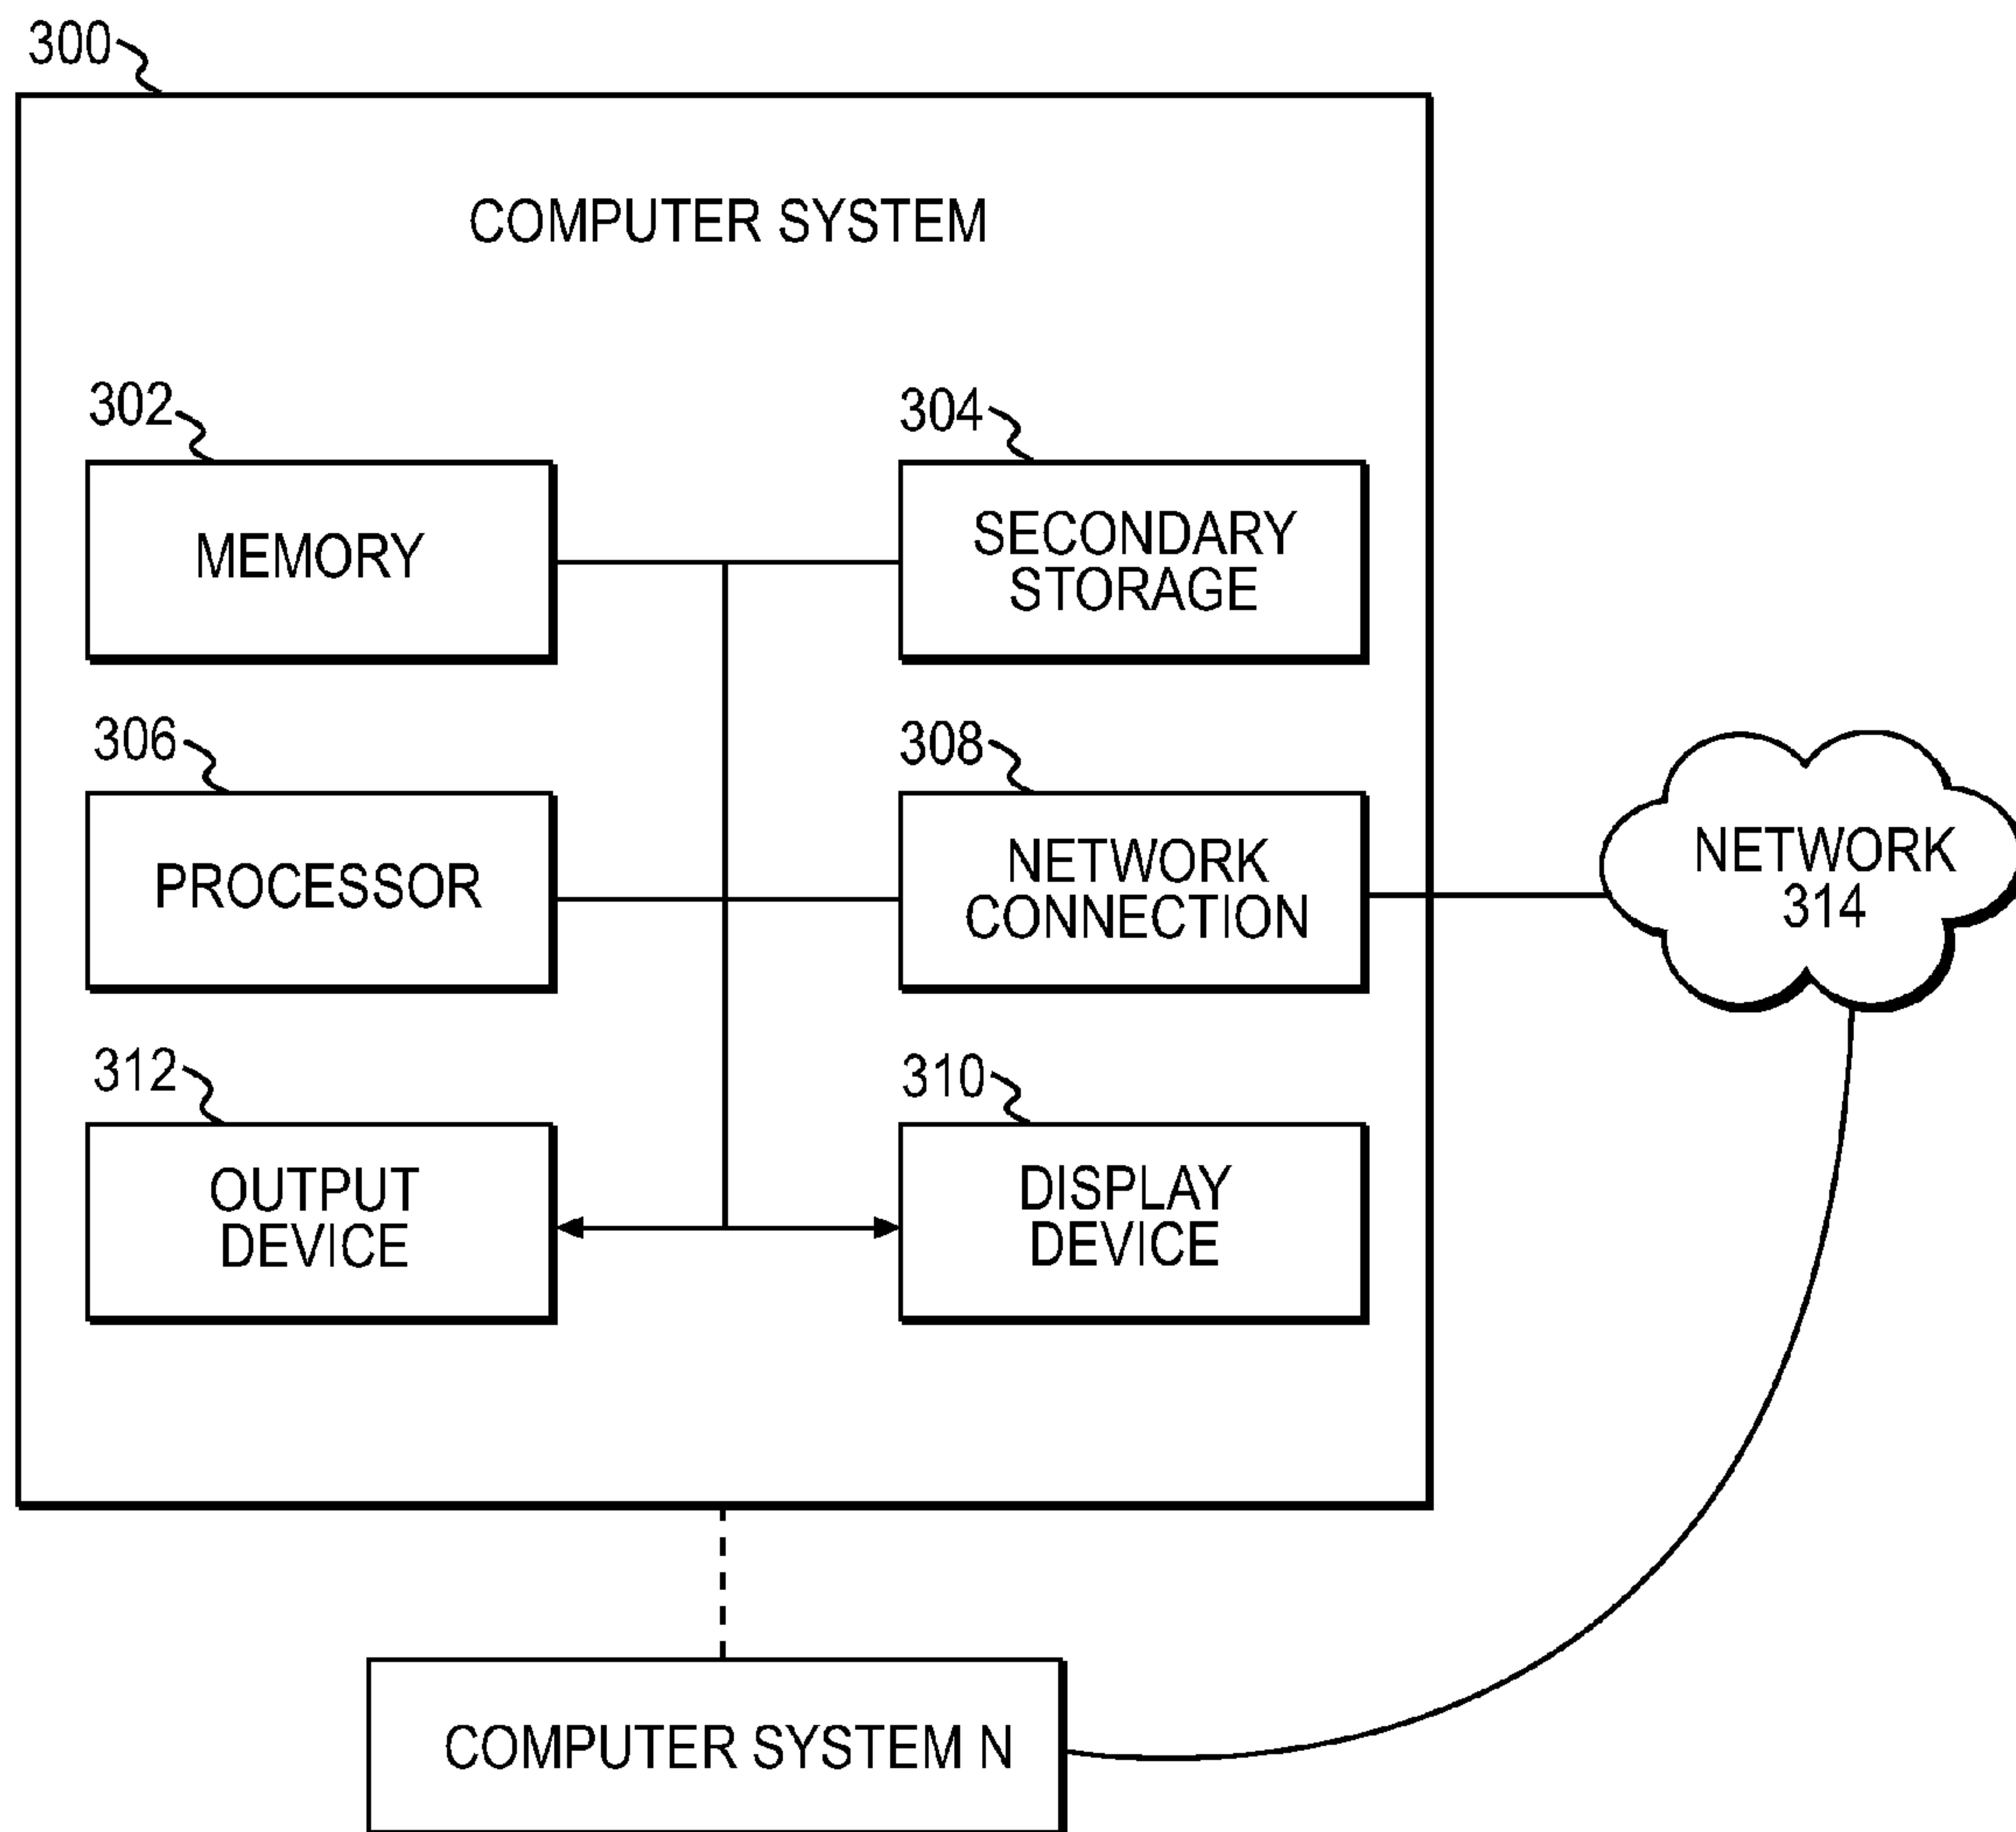 300
COMPUTER SYSTEM
302
304
MEMORY
SECONDARY
STORAGE
306
308
PROCESSOR
NETWORK
CONNECTION
NETWORK
314
312
310
OUTPUT
DEVICE
DISPLAY
DEVICE
COMPUTER SYSTEM N